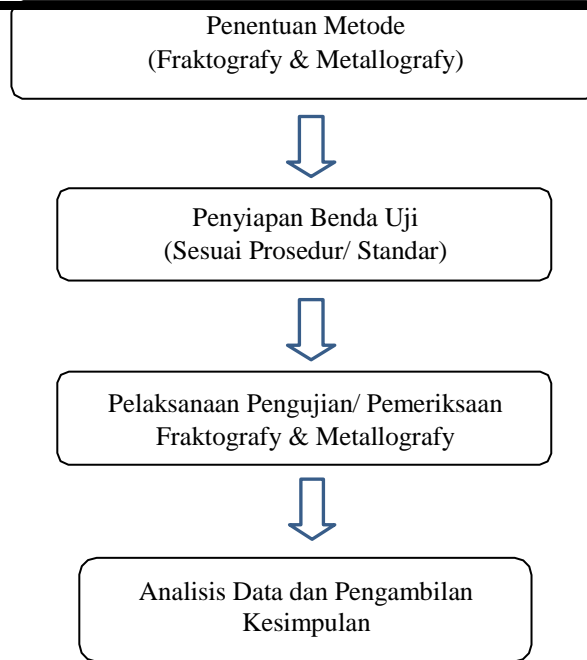 Penentuan Metode
(Fraktografy & Metallografy)
Penyiapan Benda Uji
(Sesuai Prosedur/ Standar)
Pelaksanaan Pengujian/ Pemeriksaan
Fraktografy & Metallografy
Analisis Data dan Pengambilan
Kesimpulan